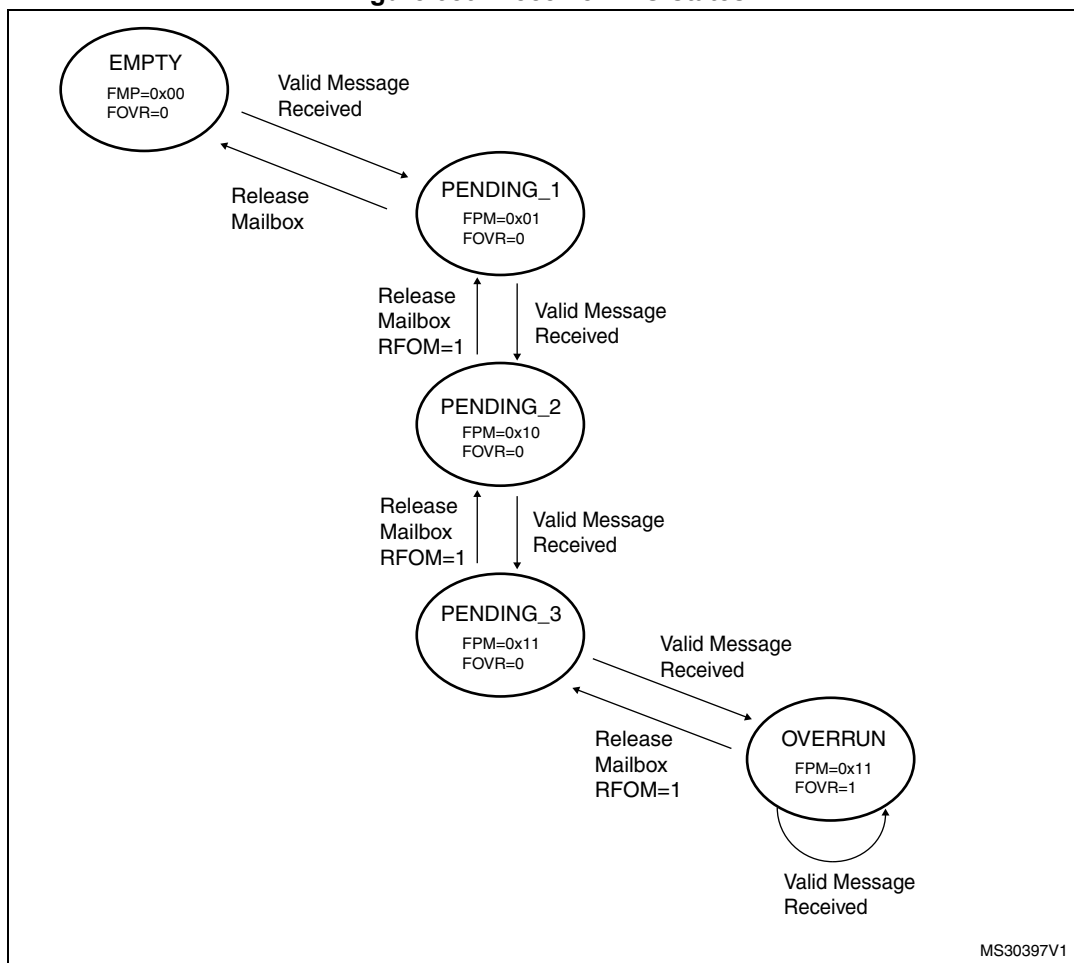 EMPTY
FMP=0x00
FOVR=0
Valid Message
Received
Release
Mailbox
PENDING_1
FPM=0x01
FOVR=0
Release
Mailbox
RFOM=1
Valid Message
Received
PENDING_2
FPM=0x10
FOVR=0
Release
Mailbox
RFOM=1
Valid Message
Received
PENDING_3
FPM=0x11
FOVR=0
Valid Message
Received
Release
Mailbox
RFOM=1
OVERRUN
FPM=0x11
FOVR=1
Valid Message
Received
MS30397V1